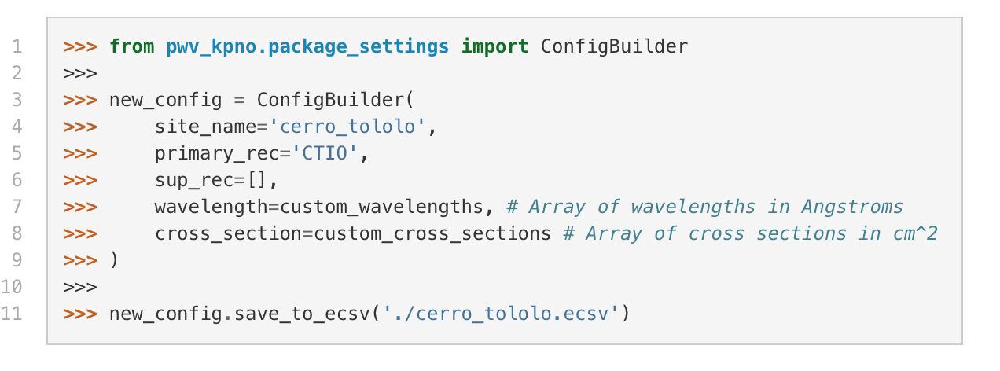 1 >>> from pwv_kpno.package_settings import ConfigBuilder
2 >>>
3 >>> new_config = ConfigBuilder(
4 >>>     site_name='cerro_tololo',
5 >>>     primary_rec='CTIO',
6 >>>     sup_rec=[],
7 >>>     wavelength=custom_wavelengths, # Array of wavelengths in Angstroms
8 >>>     cross_section=custom_cross_sections # Array of cross sections in cm^2
9 >>> )
10 >>>
11 >>> new_config.save_to_ecsv('./cerro_tololo.ecsv')